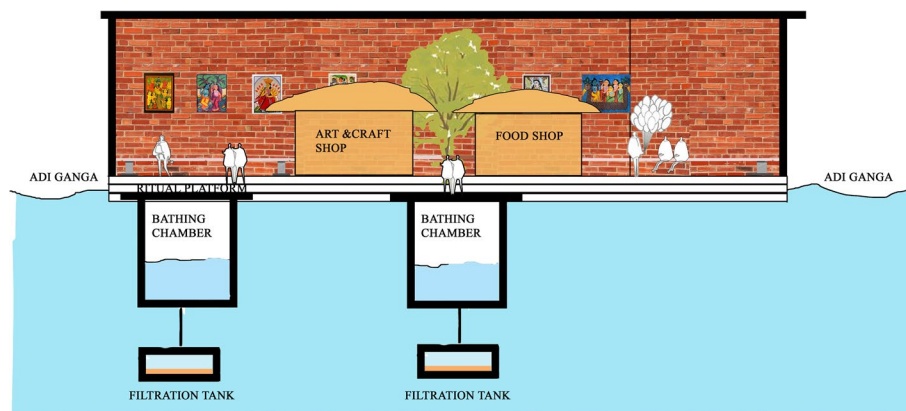 ART &CRAFT
SHOP
FOOD SHOP
ADI GANGA
ADI GANGA
RITUAL PLATFORM
BATHING
CHAMBER
BATHING
CHAMBER
FILTRATION TANK
FILTRATION TANK